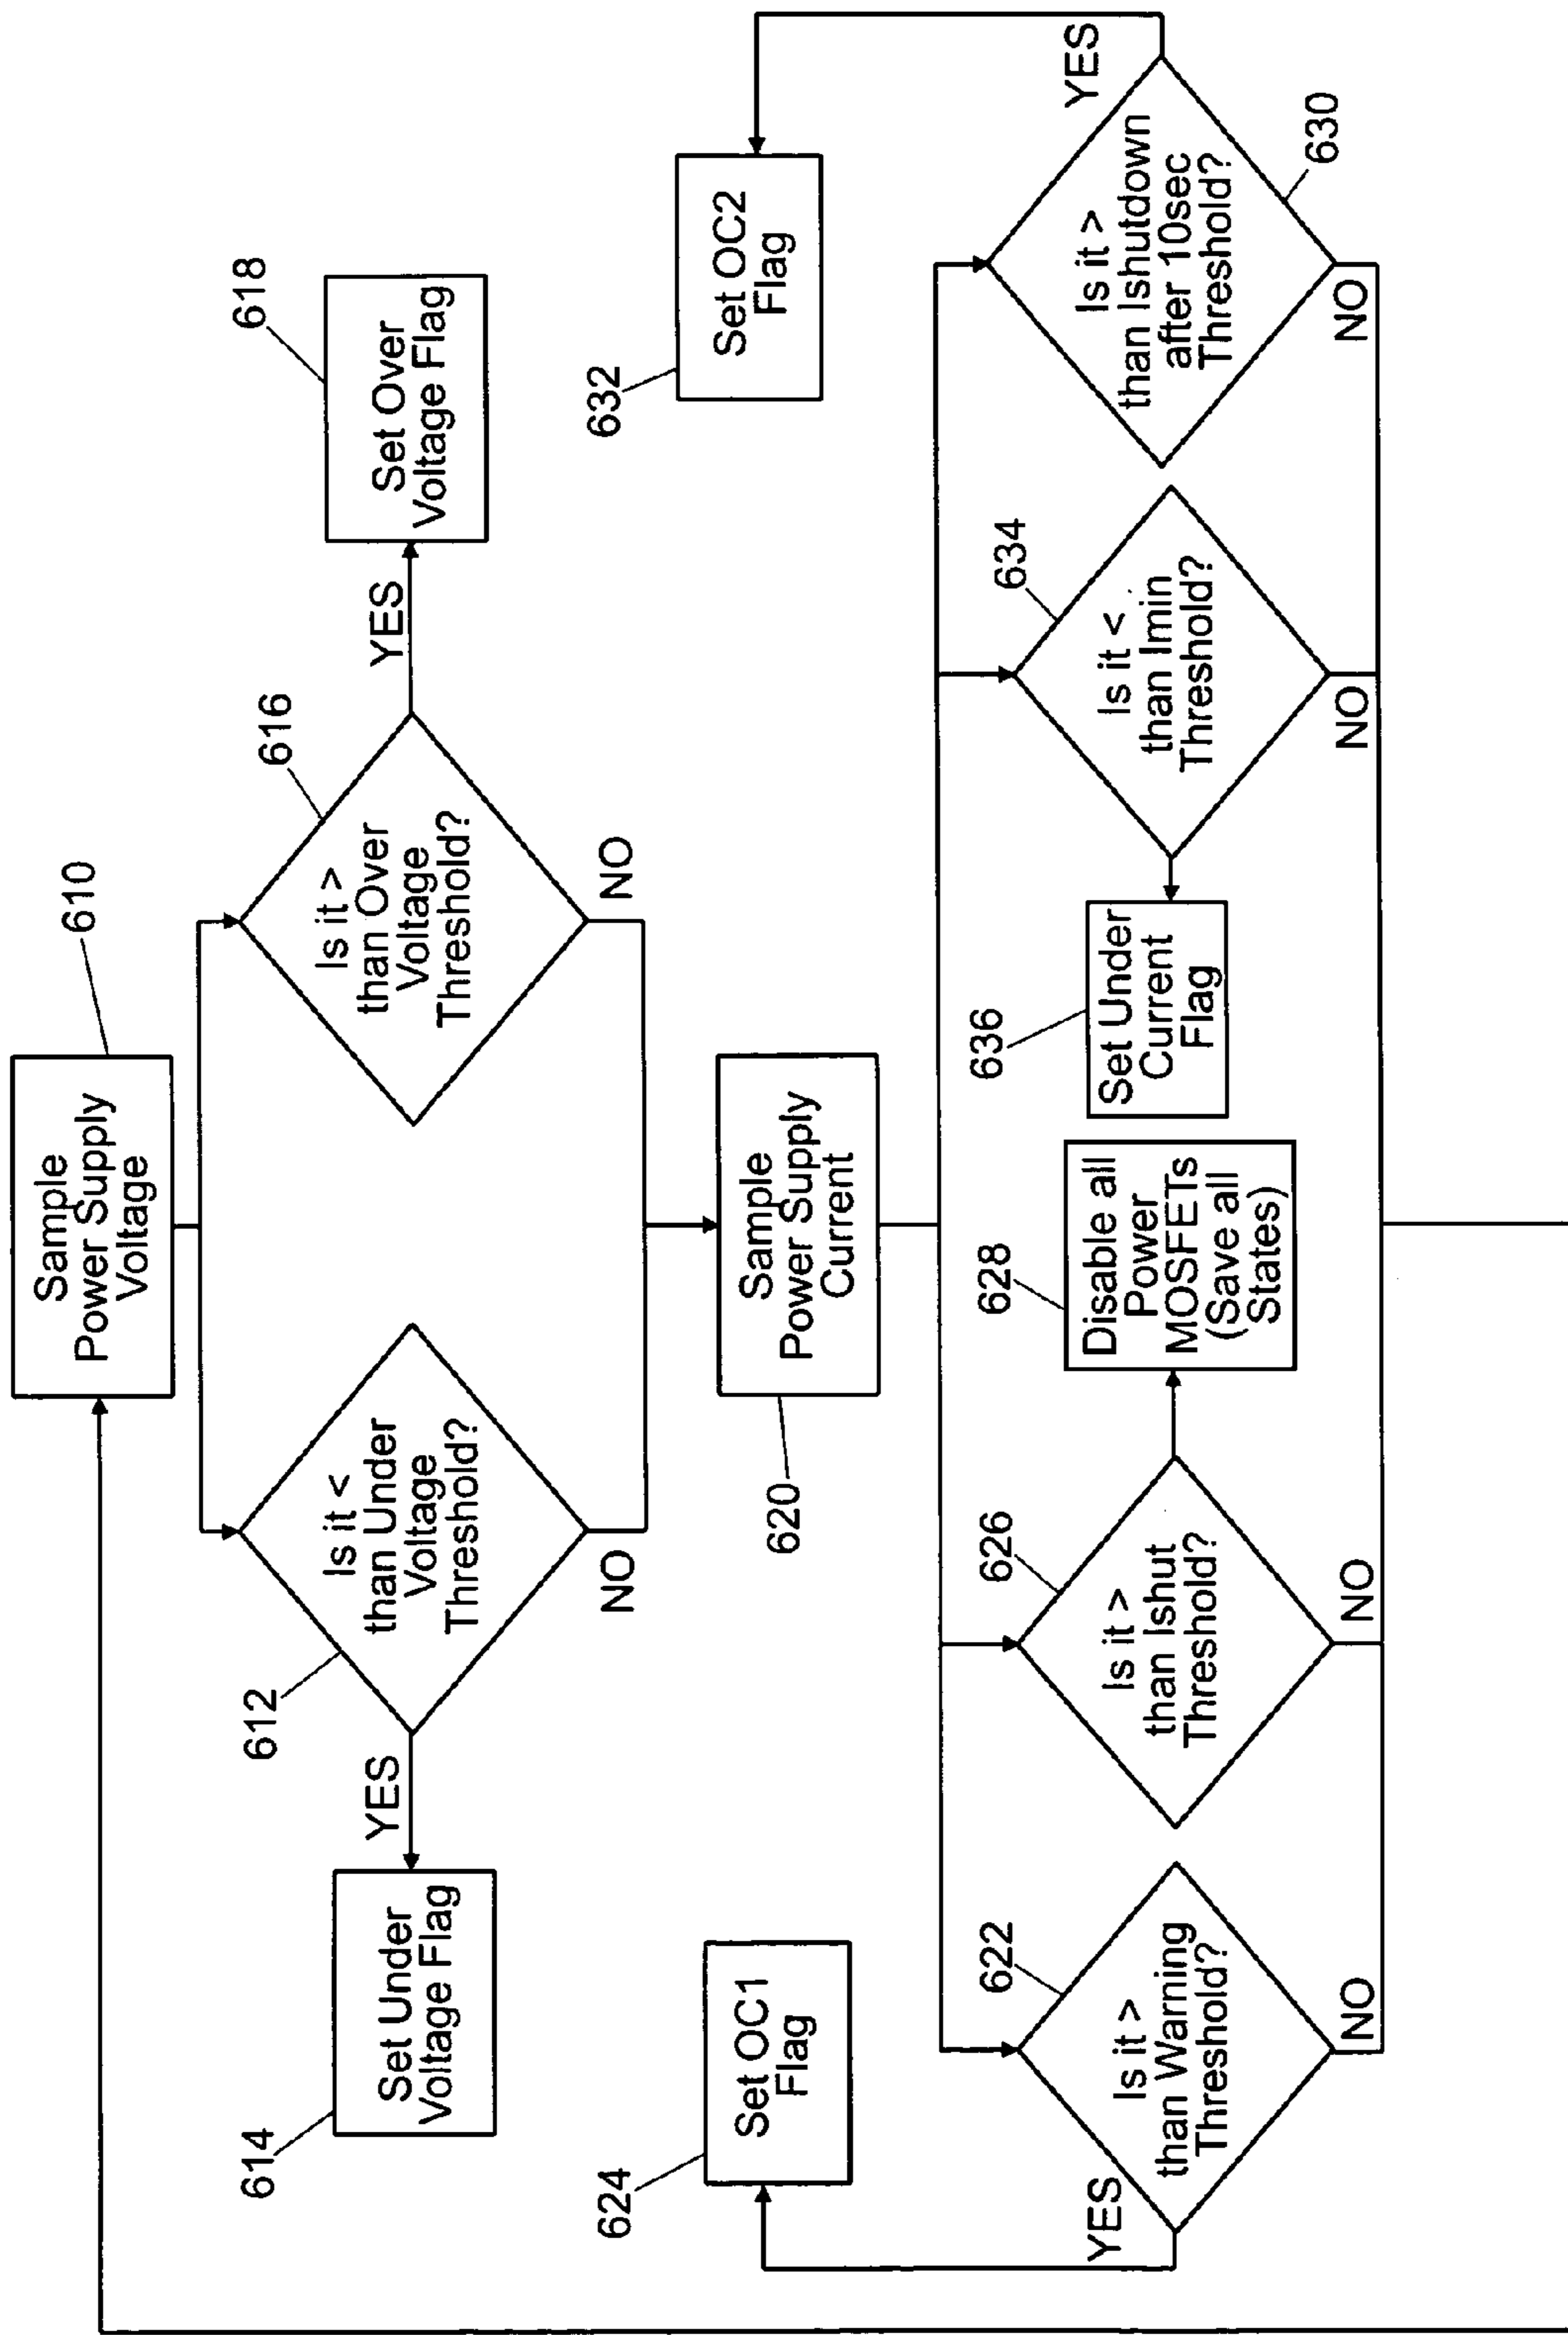 610
Sample
Power Supply
Voltage
612
Is it <
than Under
Voltage
Threshold?
YES
NO
614
Set Under
Voltage Flag
616
Is it >
than Over
Voltage
Threshold?
YES
NO
618
Set Over
Voltage Flag
620
Sample
Power Supply
Current
624
Set OC1
Flag
632
Set OC2
Flag
622
Is it >
than Warning
Threshold?
YES
NO
626
Is it >
than Ishut
Threshold?
NO
628
Disable all
Power
MOSFETs
(Save all
States)
636
Set Under
Current
Flag
634
Is it <
than Imin
Threshold?
NO
630
Is it >
than Ishutdown
after 10sec
Threshold?
YES
NO